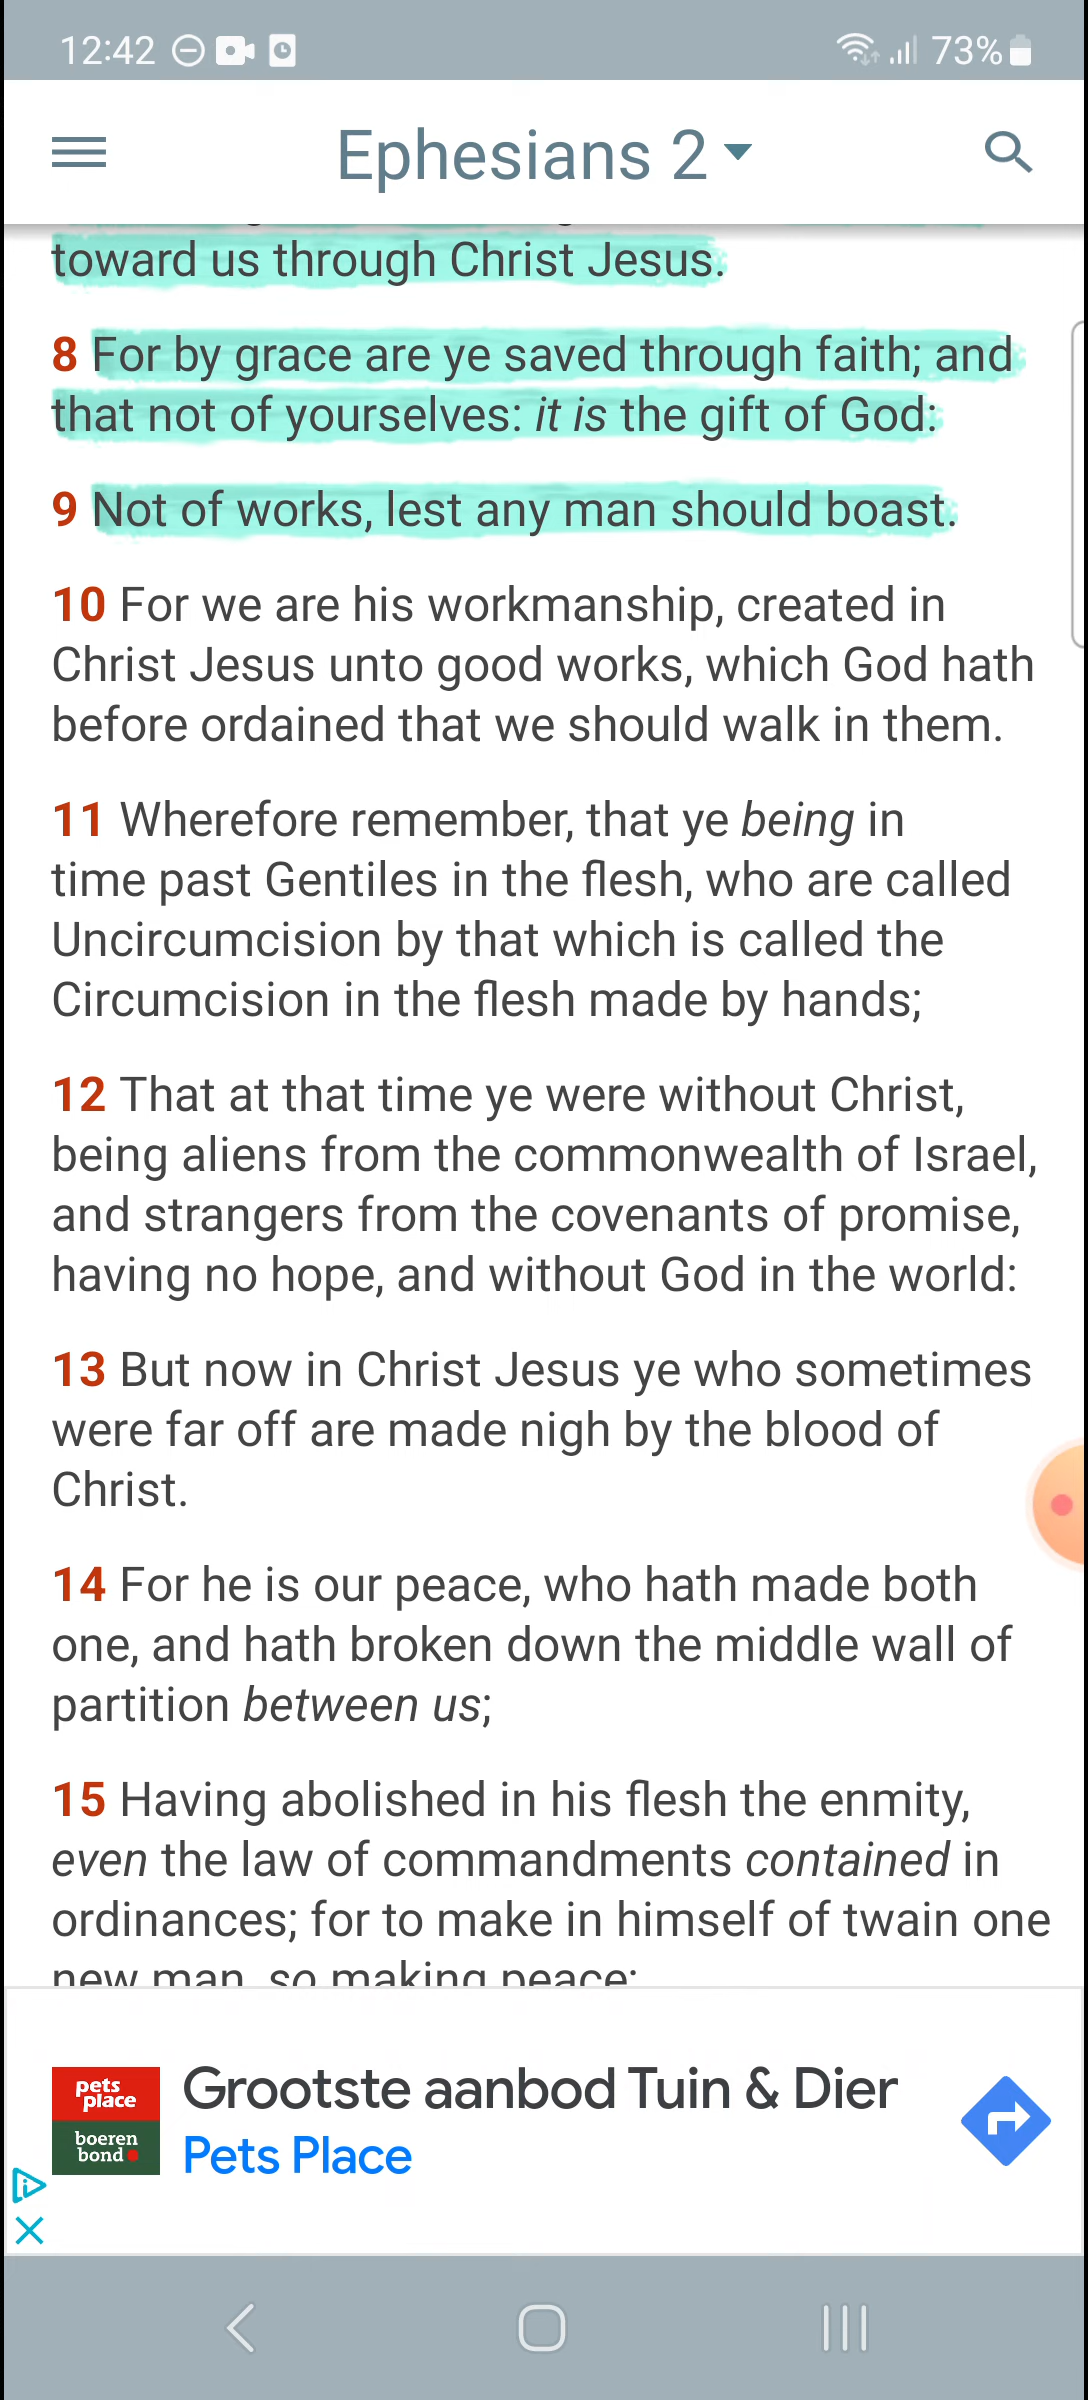 12:42
73%
Ephesians 2
toward us through Christ Jesus.
8 For by grace are ye saved through faith; and
that not of yourselves: it is the gift of God:
9 Not of works, lest any man should boast.
10 For we are his workmanship, created in
Christ Jesus unto good works, which God hath
before ordained that we should walk in them.
11 Wherefore remember, that ye being in
time past Gentiles in the flesh, who are called
Uncircumcision by that which is called the
Circumcision in the flesh made by hands;
12 That at that time ye were without Christ,
being aliens from the commonwealth of Israel,
and strangers from the covenants of promise,
having no hope, and without God in the world:
13 But now in Christ Jesus ye who sometimes
were far off are made nigh by the blood of
Christ.
14 For he is our peace, who hath made both
one, and hath broken down the middle wall of
partition between us;
15 Having abolished in his flesh the enmity,
even the law of commandments contained in
ordinances; for to make in himself of twain one
new man, so making peace;
pets
place
boeren
bond
Grootste aanbod Tuin & Dier
Pets Place